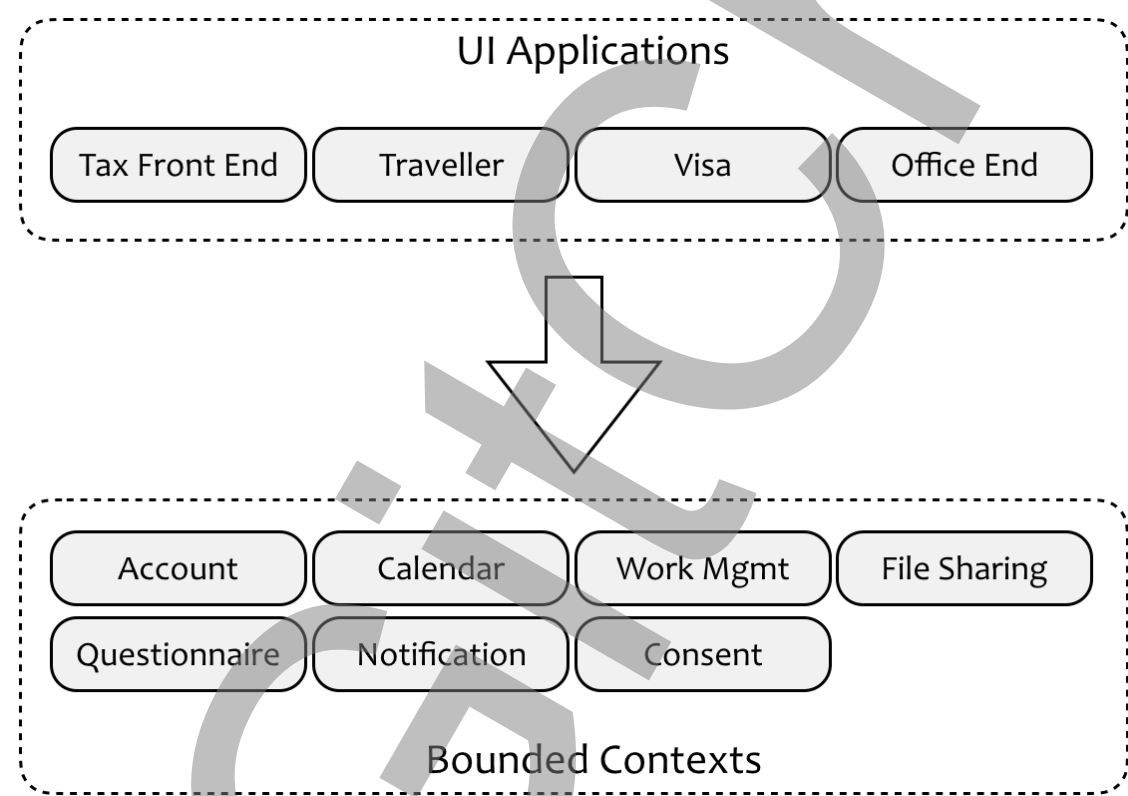 UI Applications
Tax Front End Traveller Visa Office End
Account Calendar Work Mgmt File Sharing
Questionnaire Notification Consent
Bounded Contexts